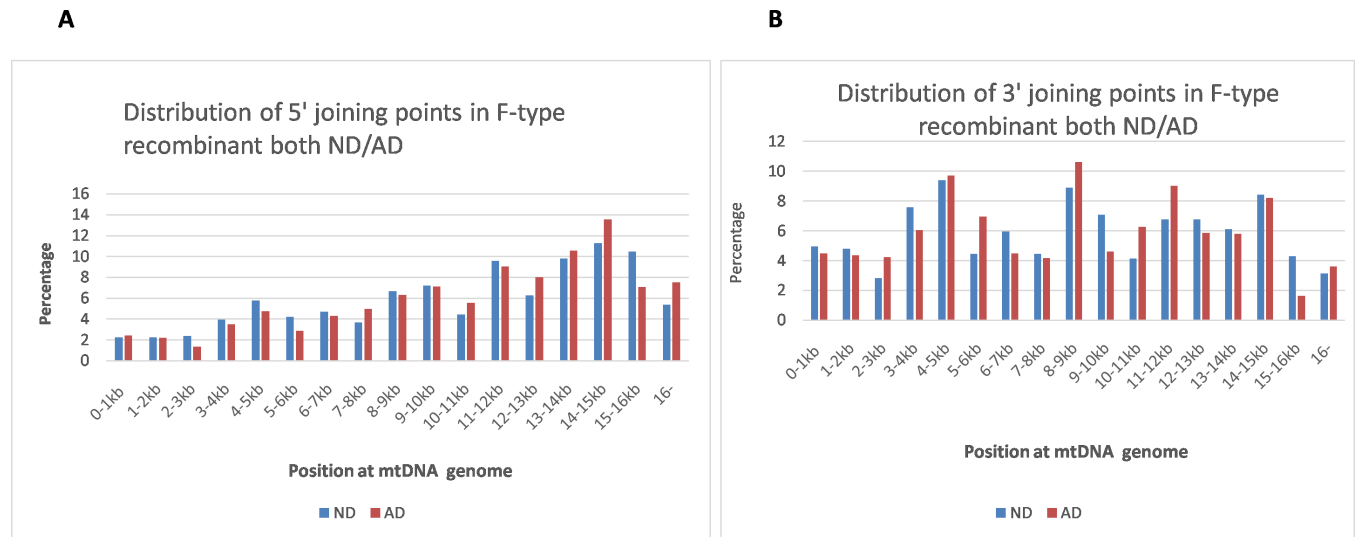 A
Distribution of 5' joining points in F-type
recombinant both ND/AD
16
14
12
10
8
6
4
2
0
Percentage
0-1kb
1-2kb
2-3kb
3-4kb
4-5kb
5-6kb
6-7kb
7-8kb
8-9kb
9-10kb
10-11kb
11-12kb
12-13kb
13-14kb
14-15kb
15-16kb
16-
Position at mtDNA genome
ND AD
B
Distribution of 3' joining points in F-type
recombinant both ND/AD
12
10
8
6
4
2
0
Percentage
0-1kb
1-2kb
2-3kb
3-4kb
4-5kb
5-6kb
6-7kb
7-8kb
8-9kb
9-10kb
10-11kb
11-12kb
12-13kb
13-14kb
14-15kb
15-16kb
16-
Position at mtDNA genome
ND AD